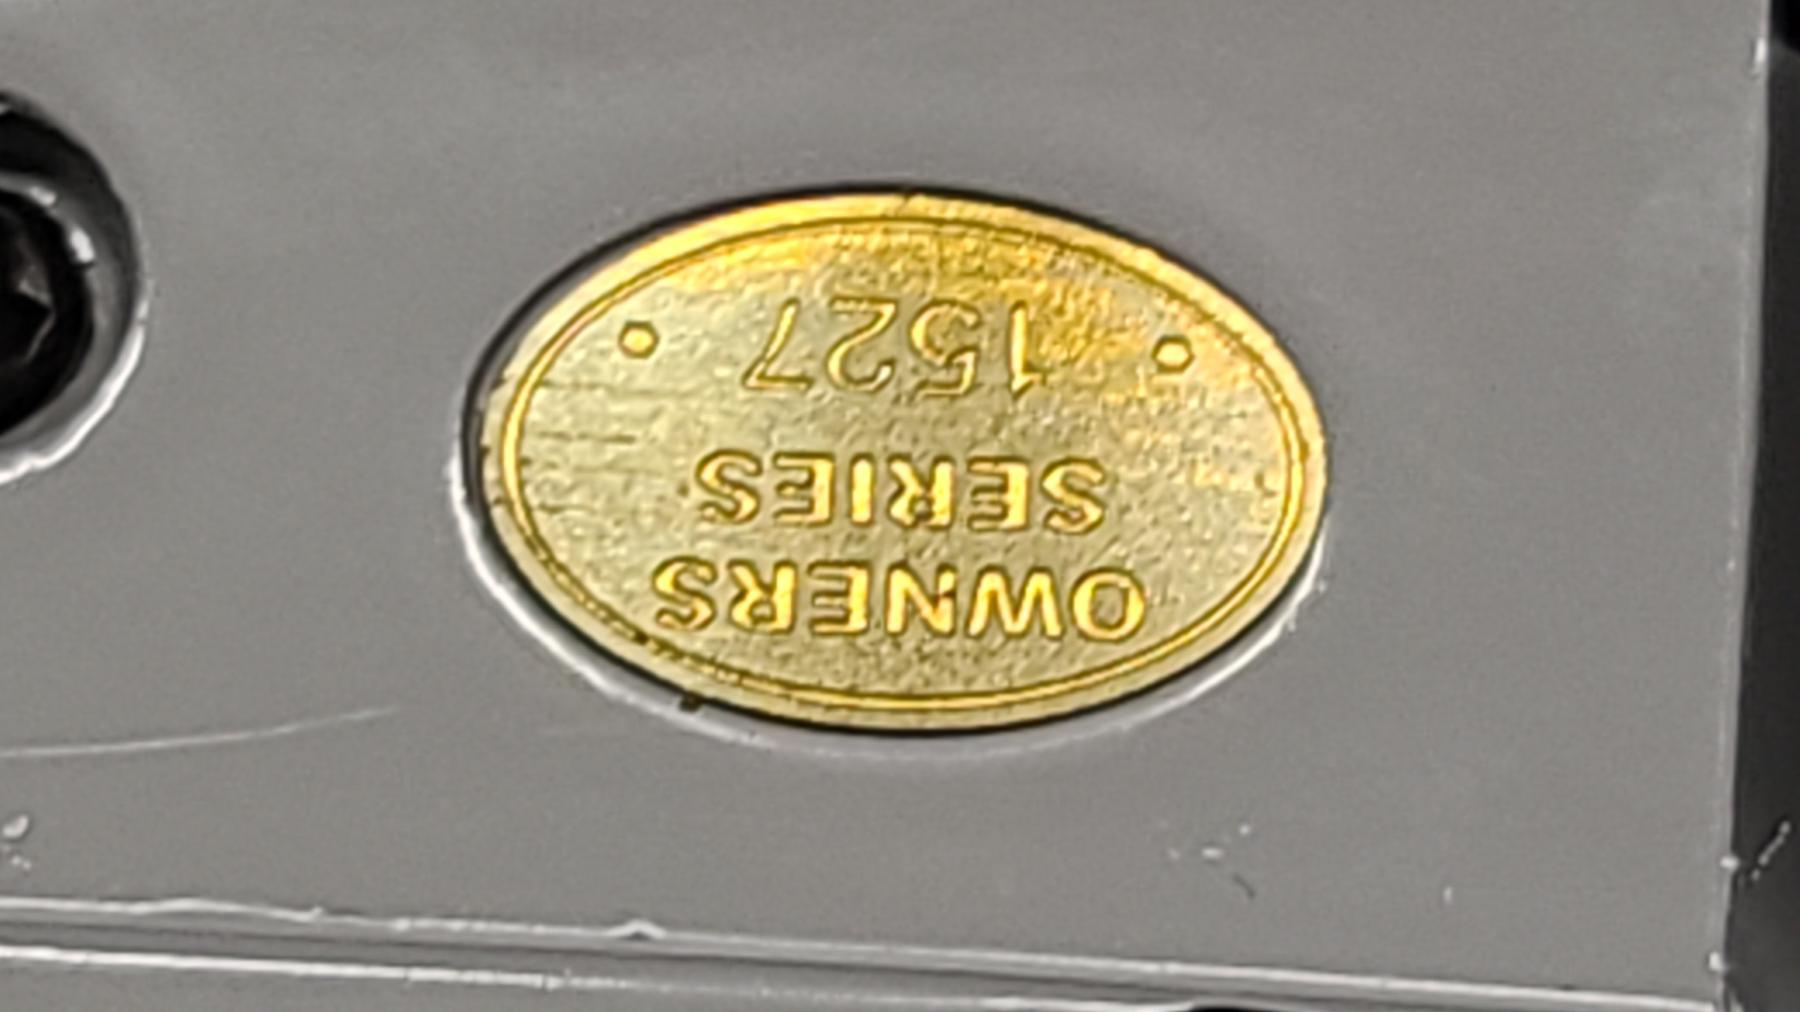 OWNERS
SERIES
• 1527 •